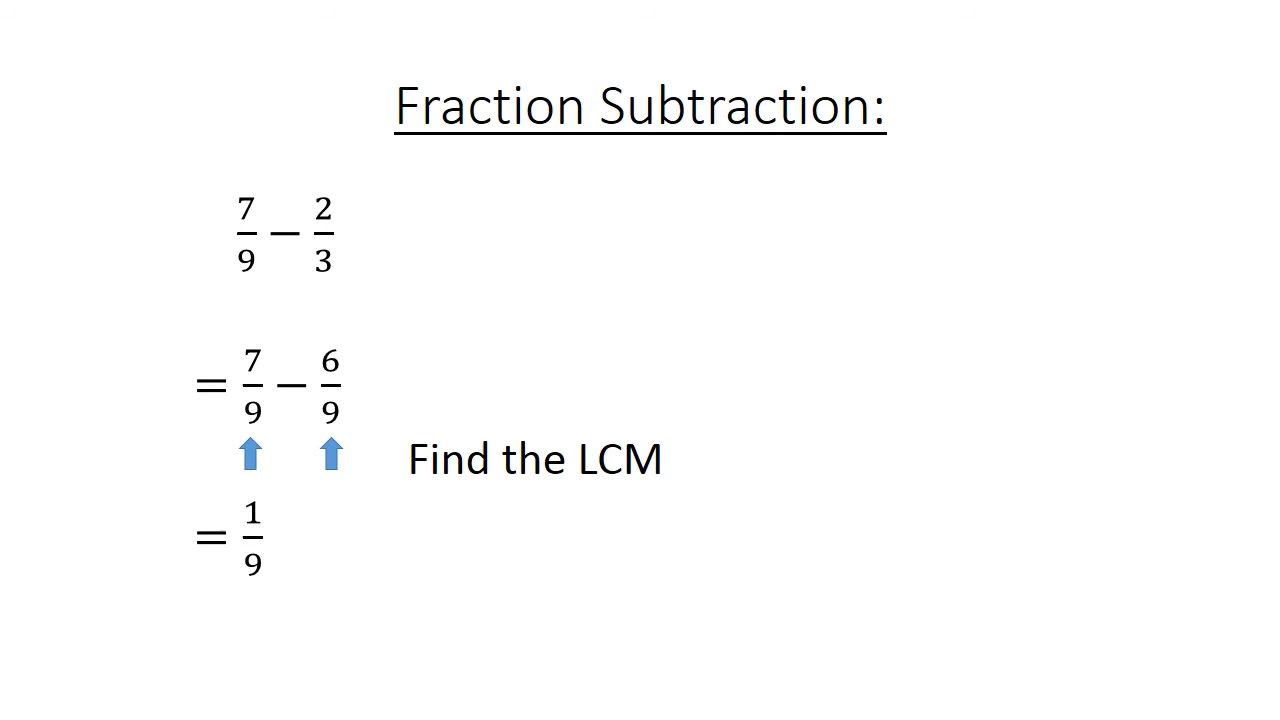 Fraction Subtraction:
7/9 − 2/3
= 7/9 − 6/9
Find the LCM
= 1/9